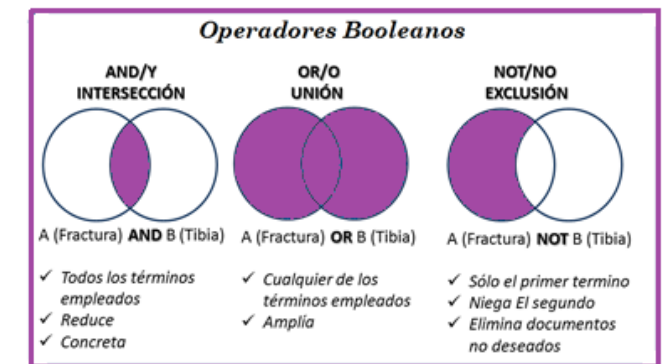 Operadores Booleanos
AND/Y
INTERSECCIÓN
A (Fractura) AND B (Tibia)
✓ Todos los términos
empleados
✓ Reduce
✓ Concreta
OR/O
UNIÓN
A (Fractura) OR B (Tibia)
✓ Cualquier de los
términos empleados
✓ Amplia
NOT/NO
EXCLUSIÓN
A (Fractura) NOT B (Tibia)
✓ Sólo el primer termino
✓ Niega El segundo
✓ Elimina documentos
no deseados